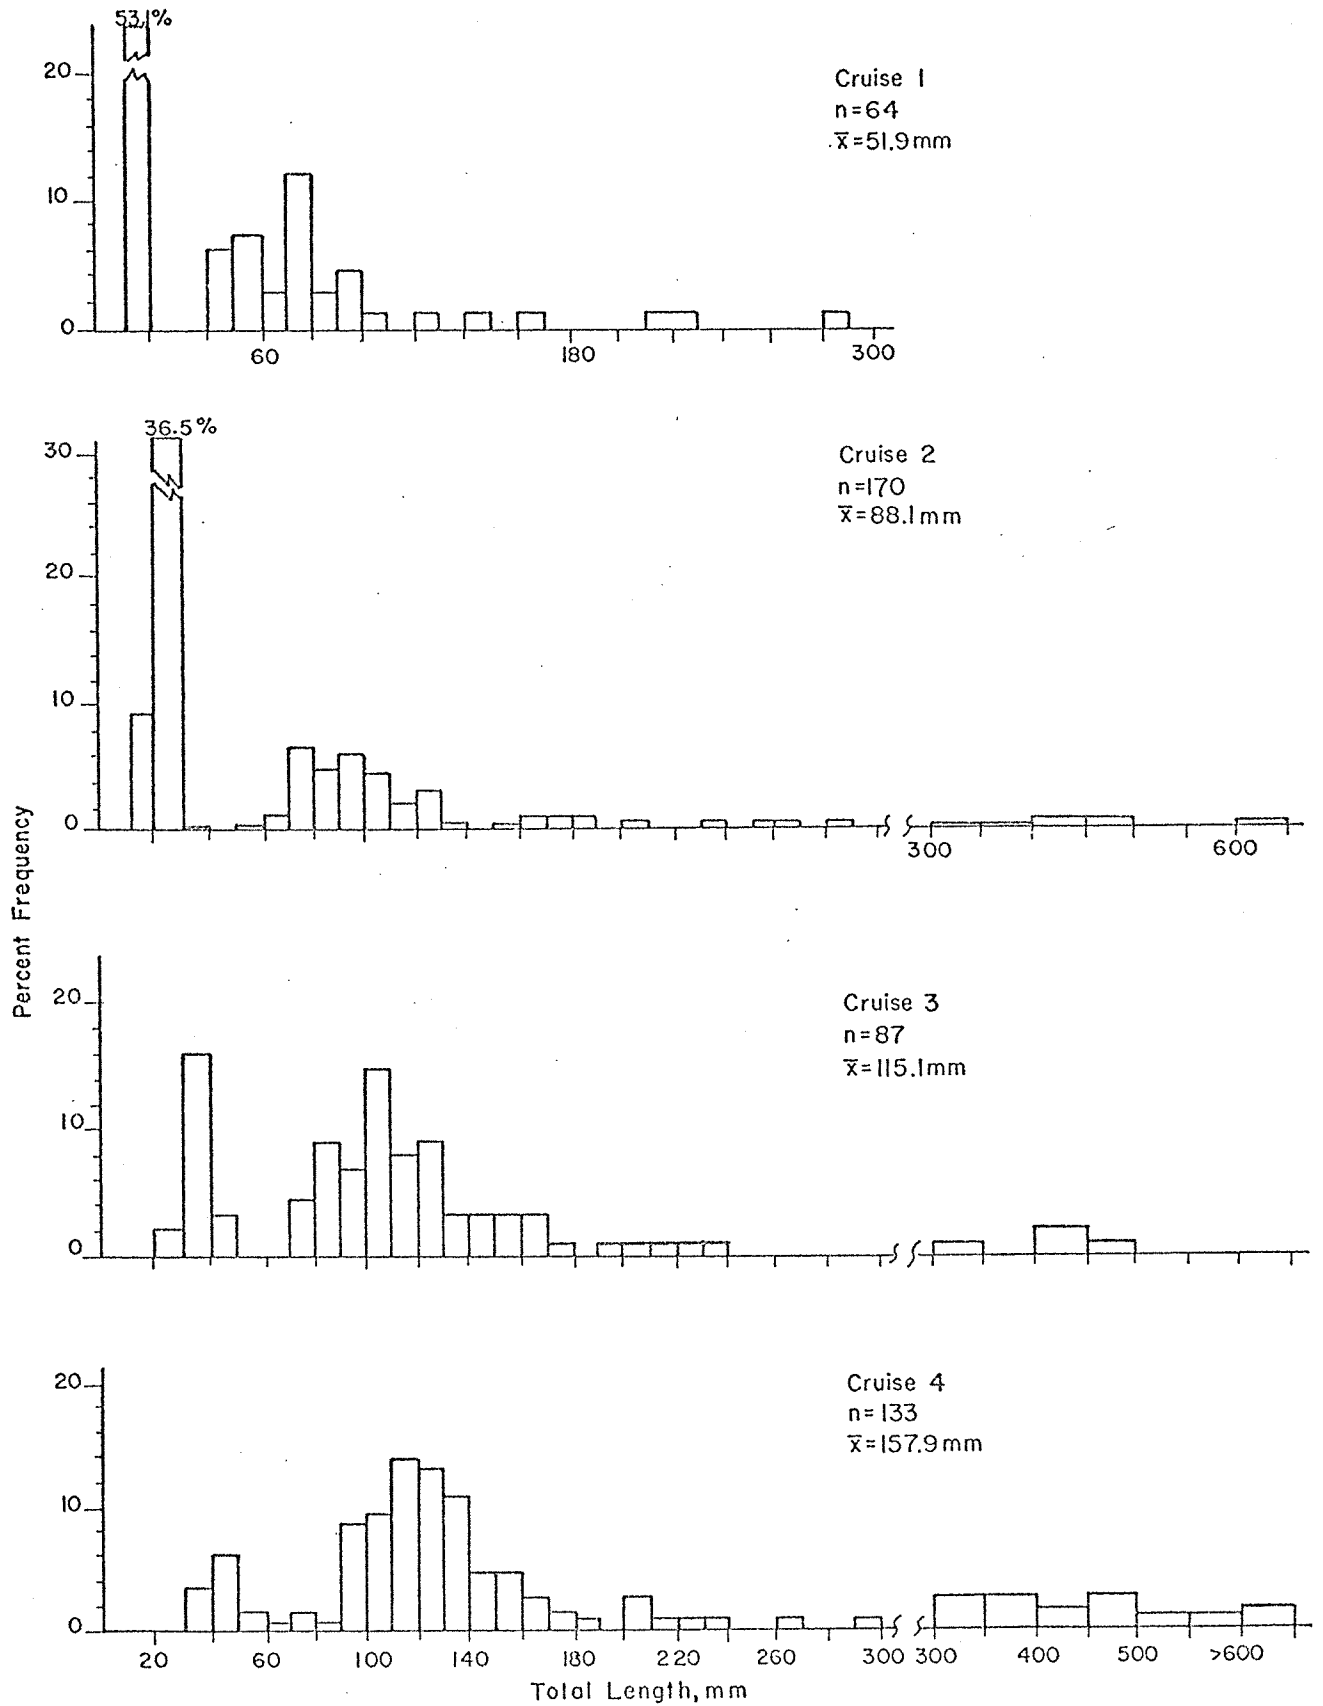 53.1%
20
10
0
60
180
300
Cruise 1
n=64
x̄=51.9mm
36.5%
30
20
10
0
300
600
Cruise 2
n=170
x̄=88.1mm
Percent Frequency
20
10
0
Cruise 3
n=87
x̄=115.1mm
20
10
0
Cruise 4
n=133
x̄=157.9mm
20 60 100 140 180 220 260 300 300 400 500 >600
Total Length, mm